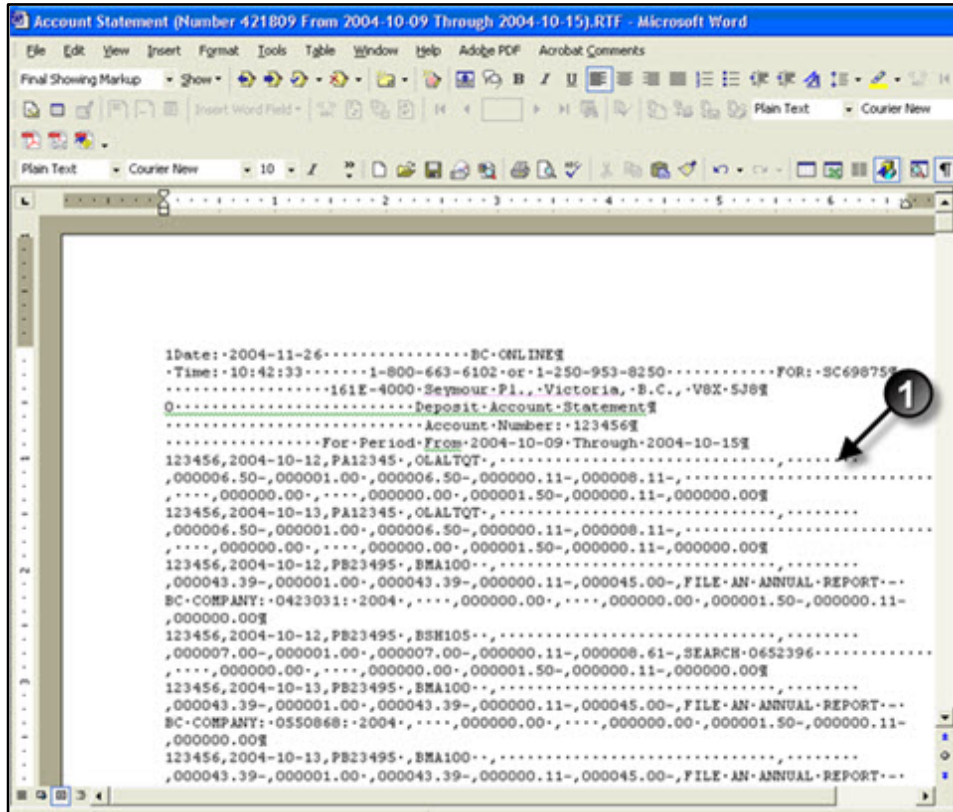 Account Statement (Number 421809 From 2004-10-09 Through 2004-10-15).RTF - Microsoft Word
File Edit View Insert Format Tools Table Window Help Adobe PDF Acrobat Comments
Final Showing Markup Show
Insert Word Field Plain Text Courier New
Plain Text Courier New 10
1Date:·2004-11-26················BC·ONLINE¶
·Time:·10:42:33·······1-800-663-6102·or·1-250-953-8250············FOR:·SC69875¶
·················161E-4000·Seymour·Pl.,·Victoria,·B.C.,·V8X·5J8¶
0··························Deposit·Account·Statement¶
···························Account·Number:·123456¶
················For·Period·From·2004-10-09·Through·2004-10-15¶
123456,2004-10-12,PA12345·,OLALTQT·,······························,········
,000006.50-,000001.00·,000006.50-,000000.11-,000008.11-,···························
,····,000000.00·,····,000000.00·,000001.50-,000000.11-,000000.00¶
123456,2004-10-13,PA12345·,OLALTQT·,······························,········
,000006.50-,000001.00·,000006.50-,000000.11-,000008.11-,···························
,····,000000.00·,····,000000.00·,000001.50-,000000.11-,000000.00¶
123456,2004-10-12,PB23495·,BMA100··,······························,········
,000043.39-,000001.00·,000043.39-,000000.11-,000045.00-,FILE·AN·ANNUAL·REPORT·-·
BC·COMPANY:·0423031:·2004·,····,000000.00·,····,000000.00·,000001.50-,000000.11-
,000000.00¶
123456,2004-10-12,PB23495·,BSH105··,······························,········
,000007.00-,000001.00·,000007.00-,000000.11-,000008.61-,SEARCH·0652396·············
,····,000000.00·,····,000000.00·,000001.50-,000000.11-,000000.00¶
123456,2004-10-13,PB23495·,BMA100··,······························,········
,000043.39-,000001.00·,000043.39-,000000.11-,000045.00-,FILE·AN·ANNUAL·REPORT·-·
BC·COMPANY:·0550868:·2004·,····,000000.00·,····,000000.00·,000001.50-,000000.11-
,000000.00¶
123456,2004-10-13,PB23495·,BMA100··,······························,········
,000043.39-,000001.00·,000043.39-,000000.11-,000045.00-,FILE·AN·ANNUAL·REPORT·-·
1